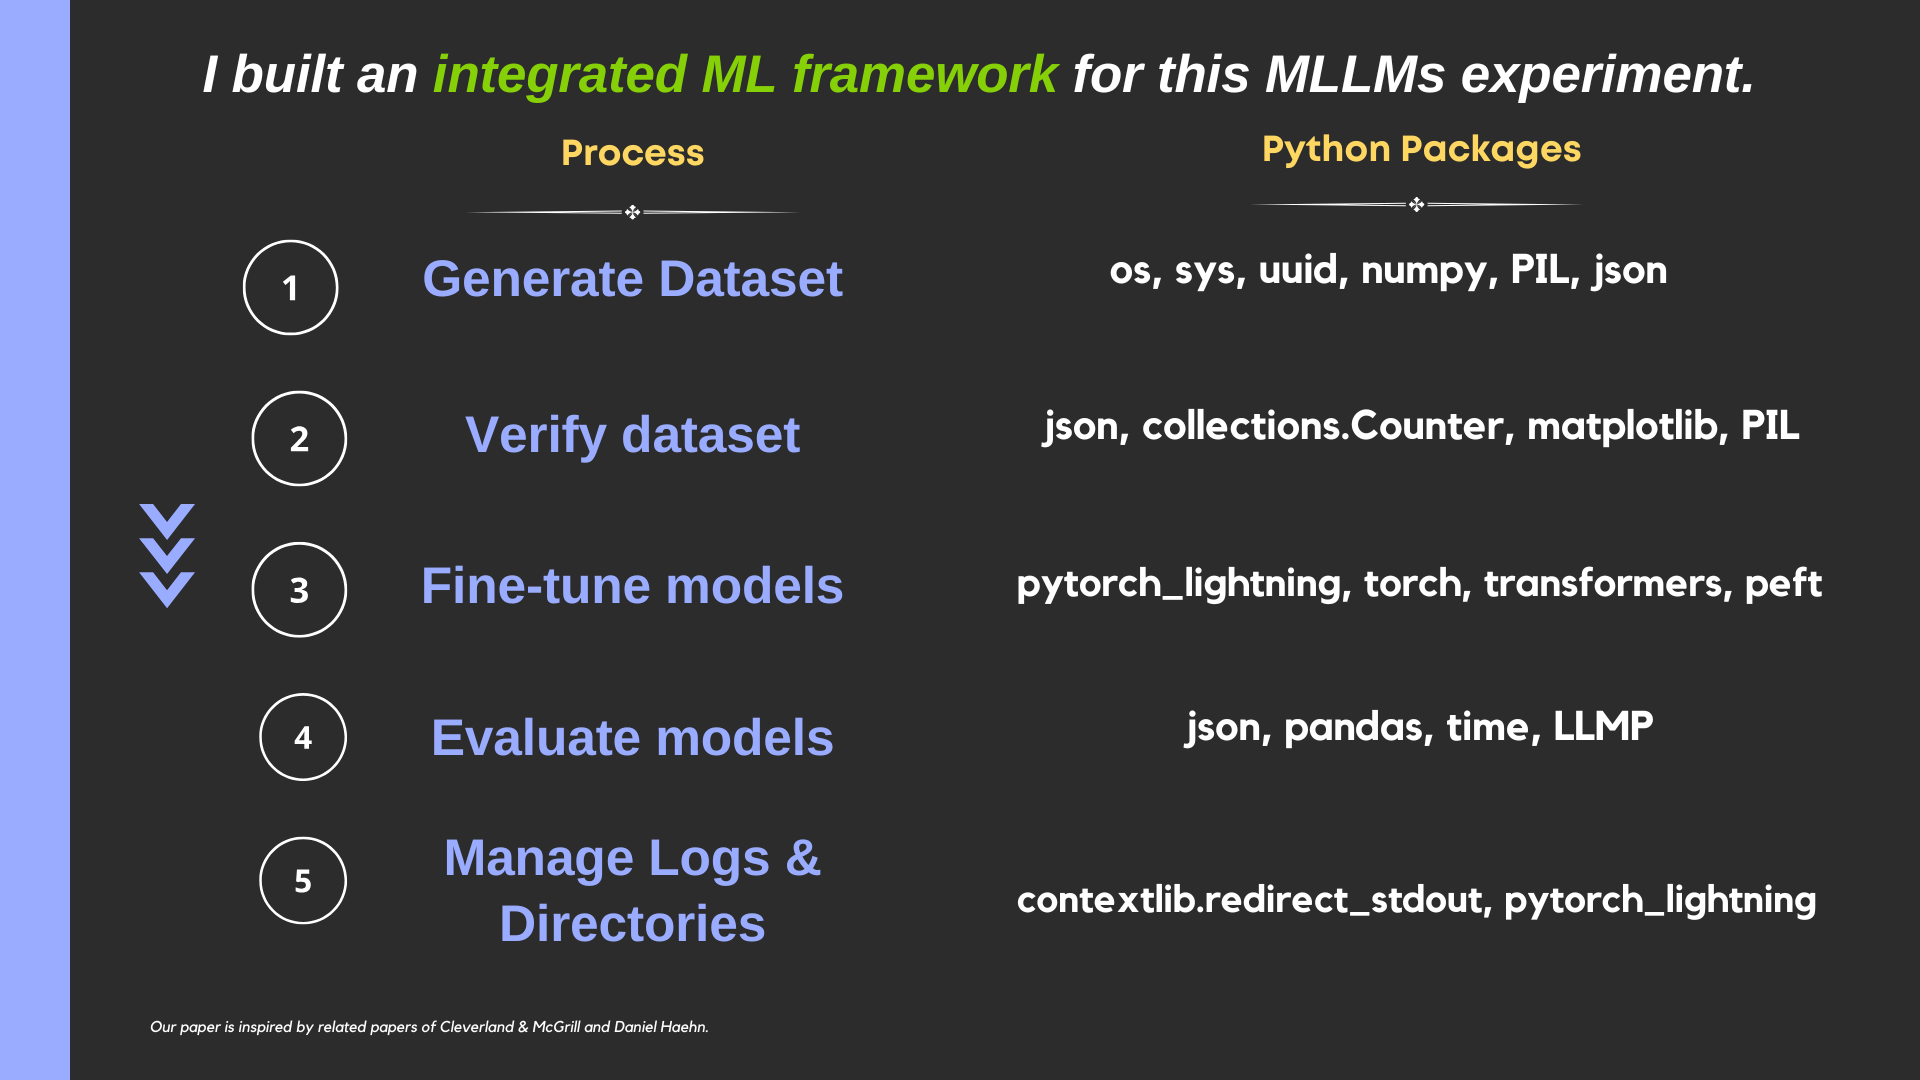 I built an integrated ML framework for this MLLMs experiment.
Process
Python Packages
1
Generate Dataset
os, sys, uuid, numpy, PIL, json
2
Verify dataset
json, collections.Counter, matplotlib, PIL
3
Fine-tune models
pytorch_lightning, torch, transformers, peft
4
Evaluate models
json, pandas, time, LLMP
5
Manage Logs &
Directories
contextlib.redirect_stdout, pytorch_lightning
Our paper is inspired by related papers of Cleverland & McGrill and Daniel Haehn.